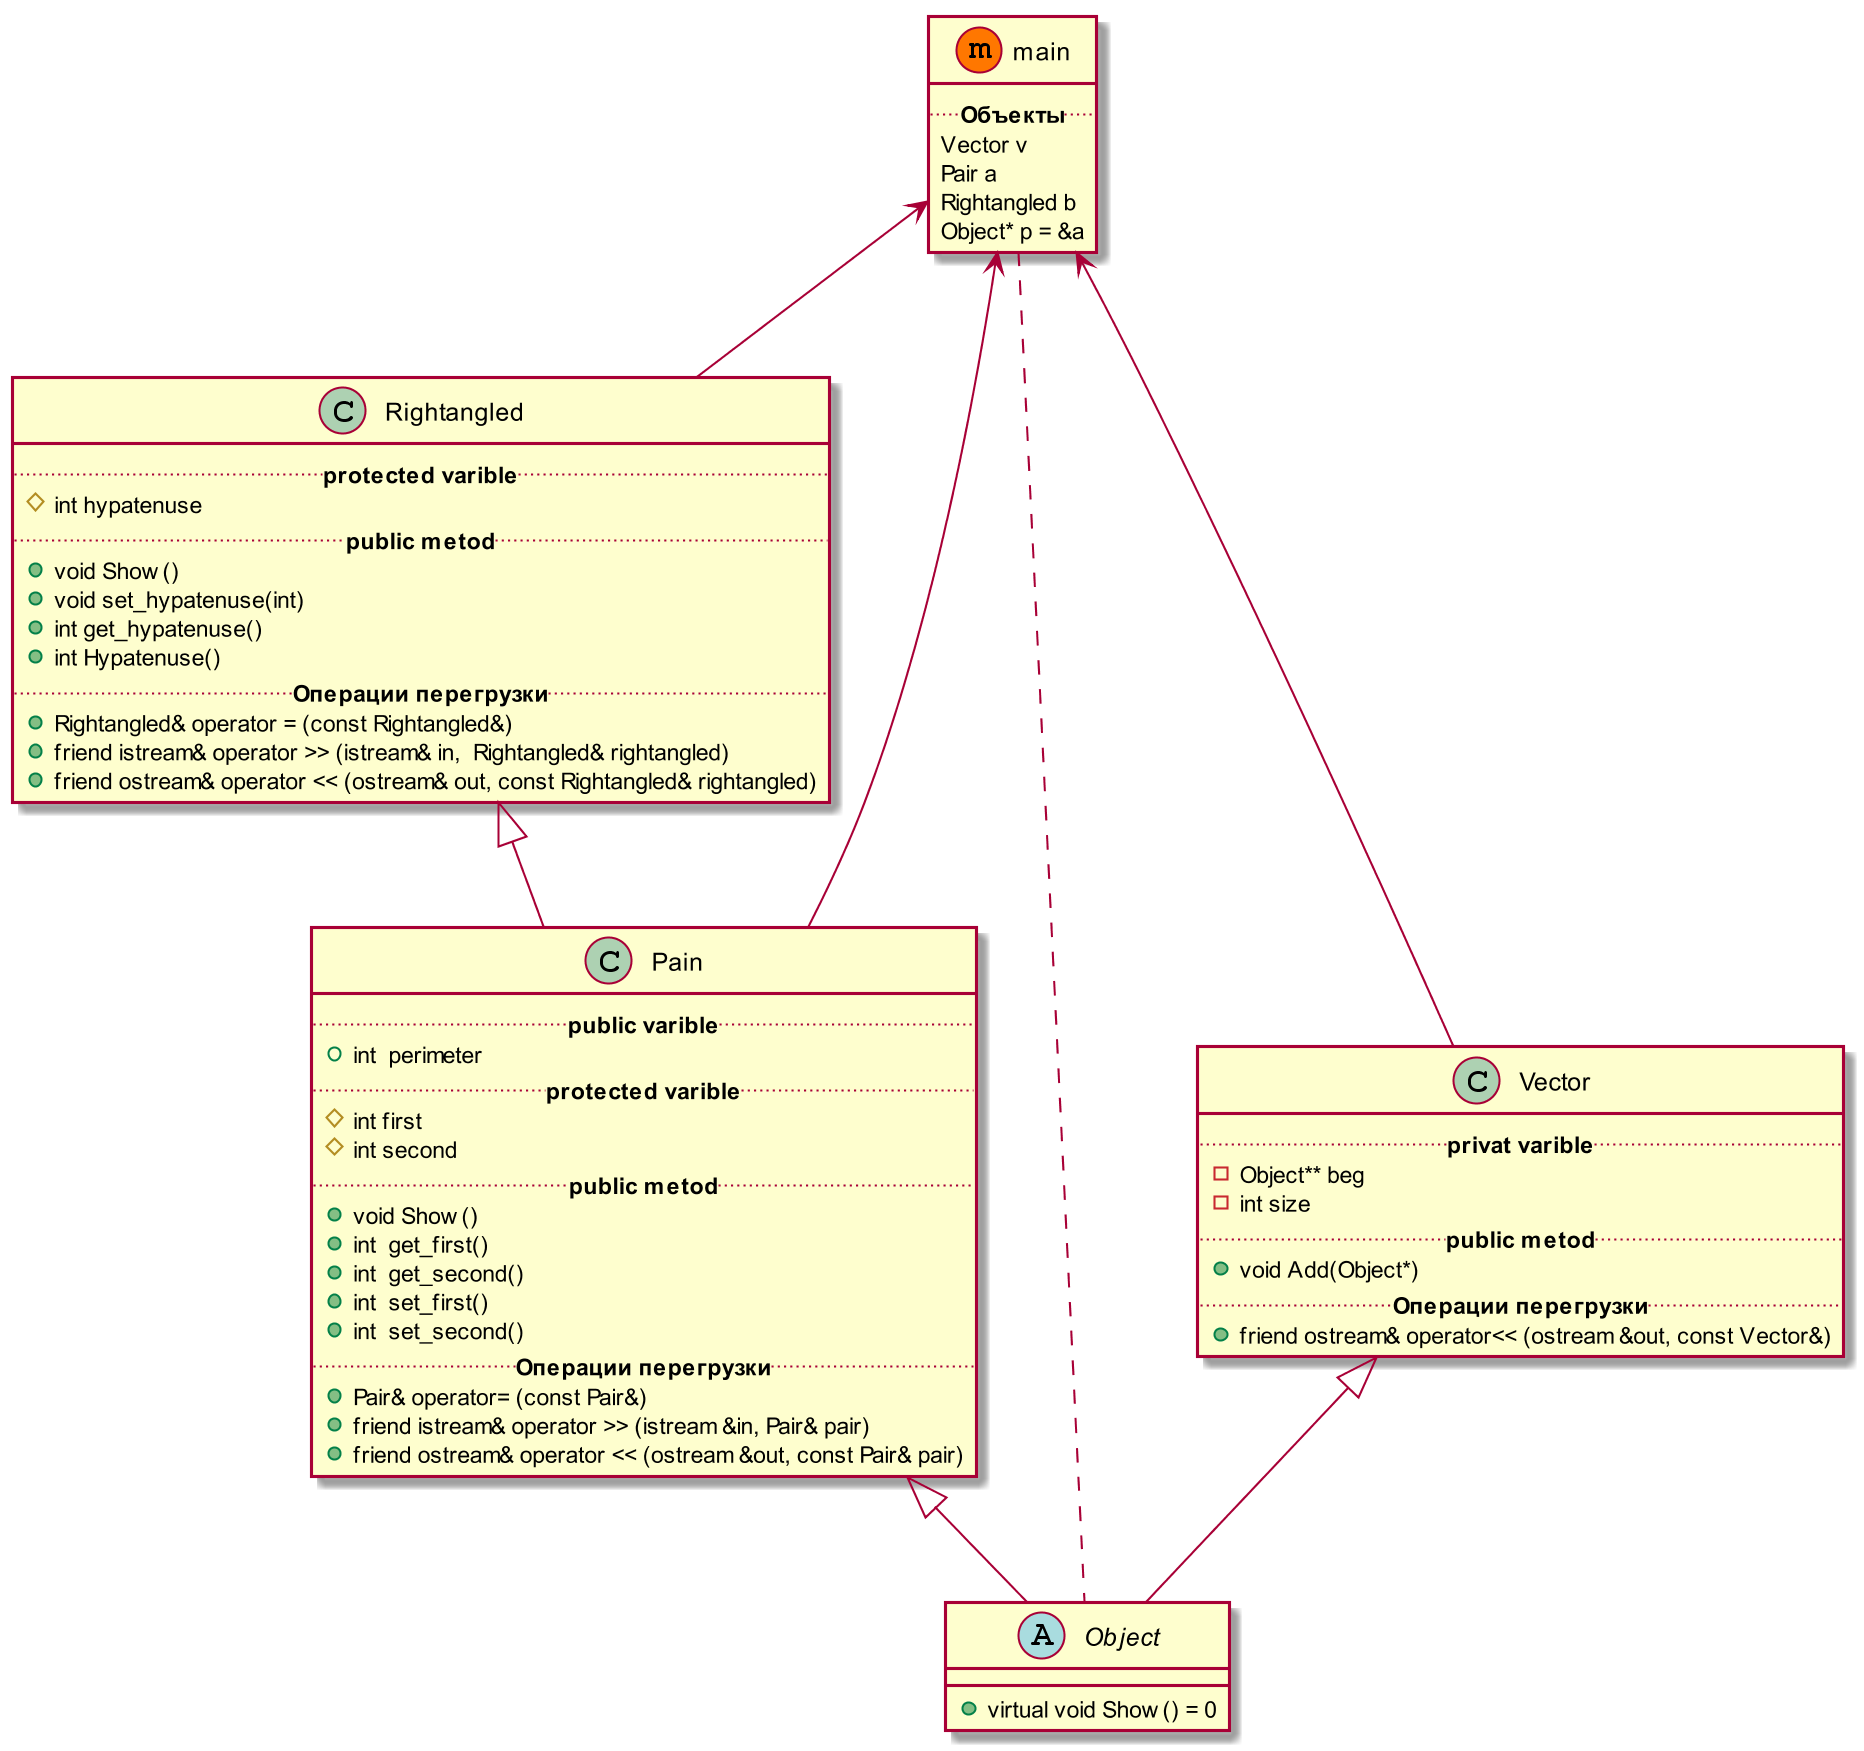 m main
Объекты
Vector v
Pair a
Rightangled b
Object* p = &a
C Rightangled
protected varible
int hypatenuse
public metod
void Show()
void set_hypatenuse(int)
int get_hypatenuse()
int Hypatenuse()
Операции перегрузки
Rightangled& operator = (const Rightangled&)
friend istream& operator >> (istream& in,  Rightangled& rightangled)
friend ostream& operator << (ostream& out, const Rightangled& rightangled)
C Pain
public varible
int  perimeter
protected varible
int first
int second
public metod
void Show()
int  get_first()
int  get_second()
int  set_first()
int  set_second()
Операции перегрузки
Pair& operator= (const Pair&)
friend istream& operator >> (istream &in, Pair& pair)
friend ostream& operator << (ostream &out, const Pair& pair)
C Vector
privat varible
Object** beg
int size
public metod
void Add(Object*)
Операции перегрузки
friend ostream& operator<< (ostream &out, const Vector&)
A Object
virtual void Show() = 0